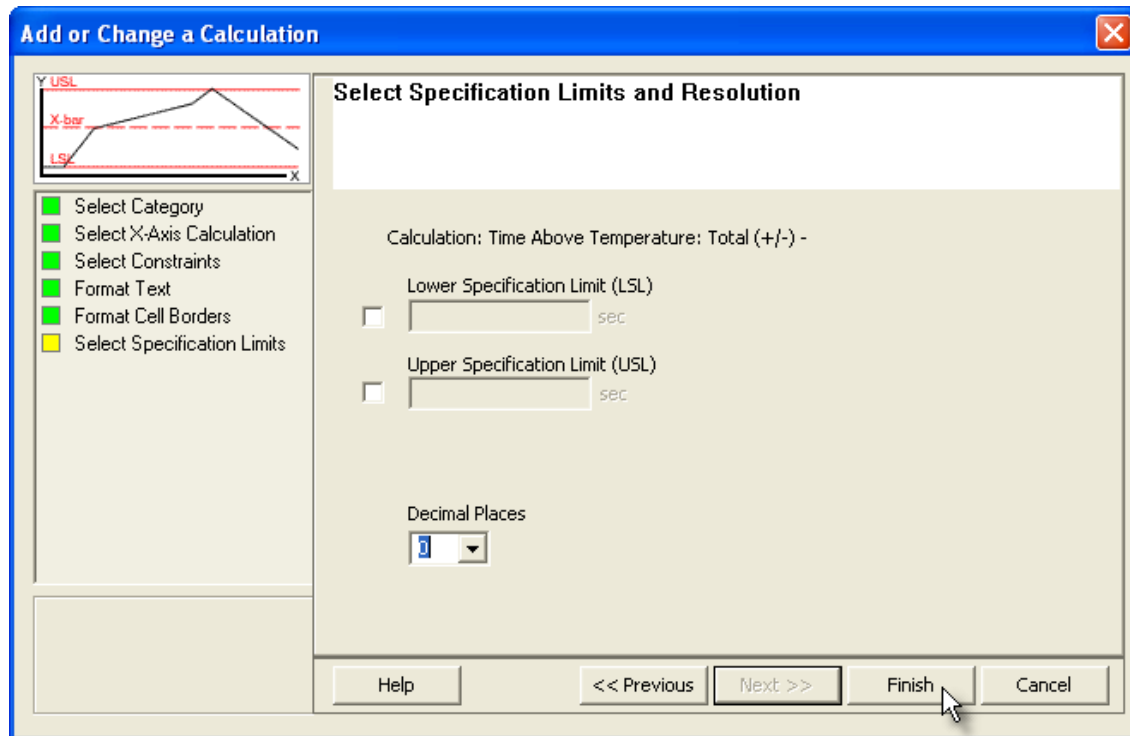 Add or Change a Calculation
Y USL
X-bar
LSL
X
Select Specification Limits and Resolution
Select Category
Select X-Axis Calculation
Select Constraints
Format Text
Format Cell Borders
Select Specification Limits
Calculation: Time Above Temperature: Total (+/-) -
Lower Specification Limit (LSL)
sec
Upper Specification Limit (USL)
sec
Decimal Places
0
Help
<< Previous
Next >>
Finish
Cancel